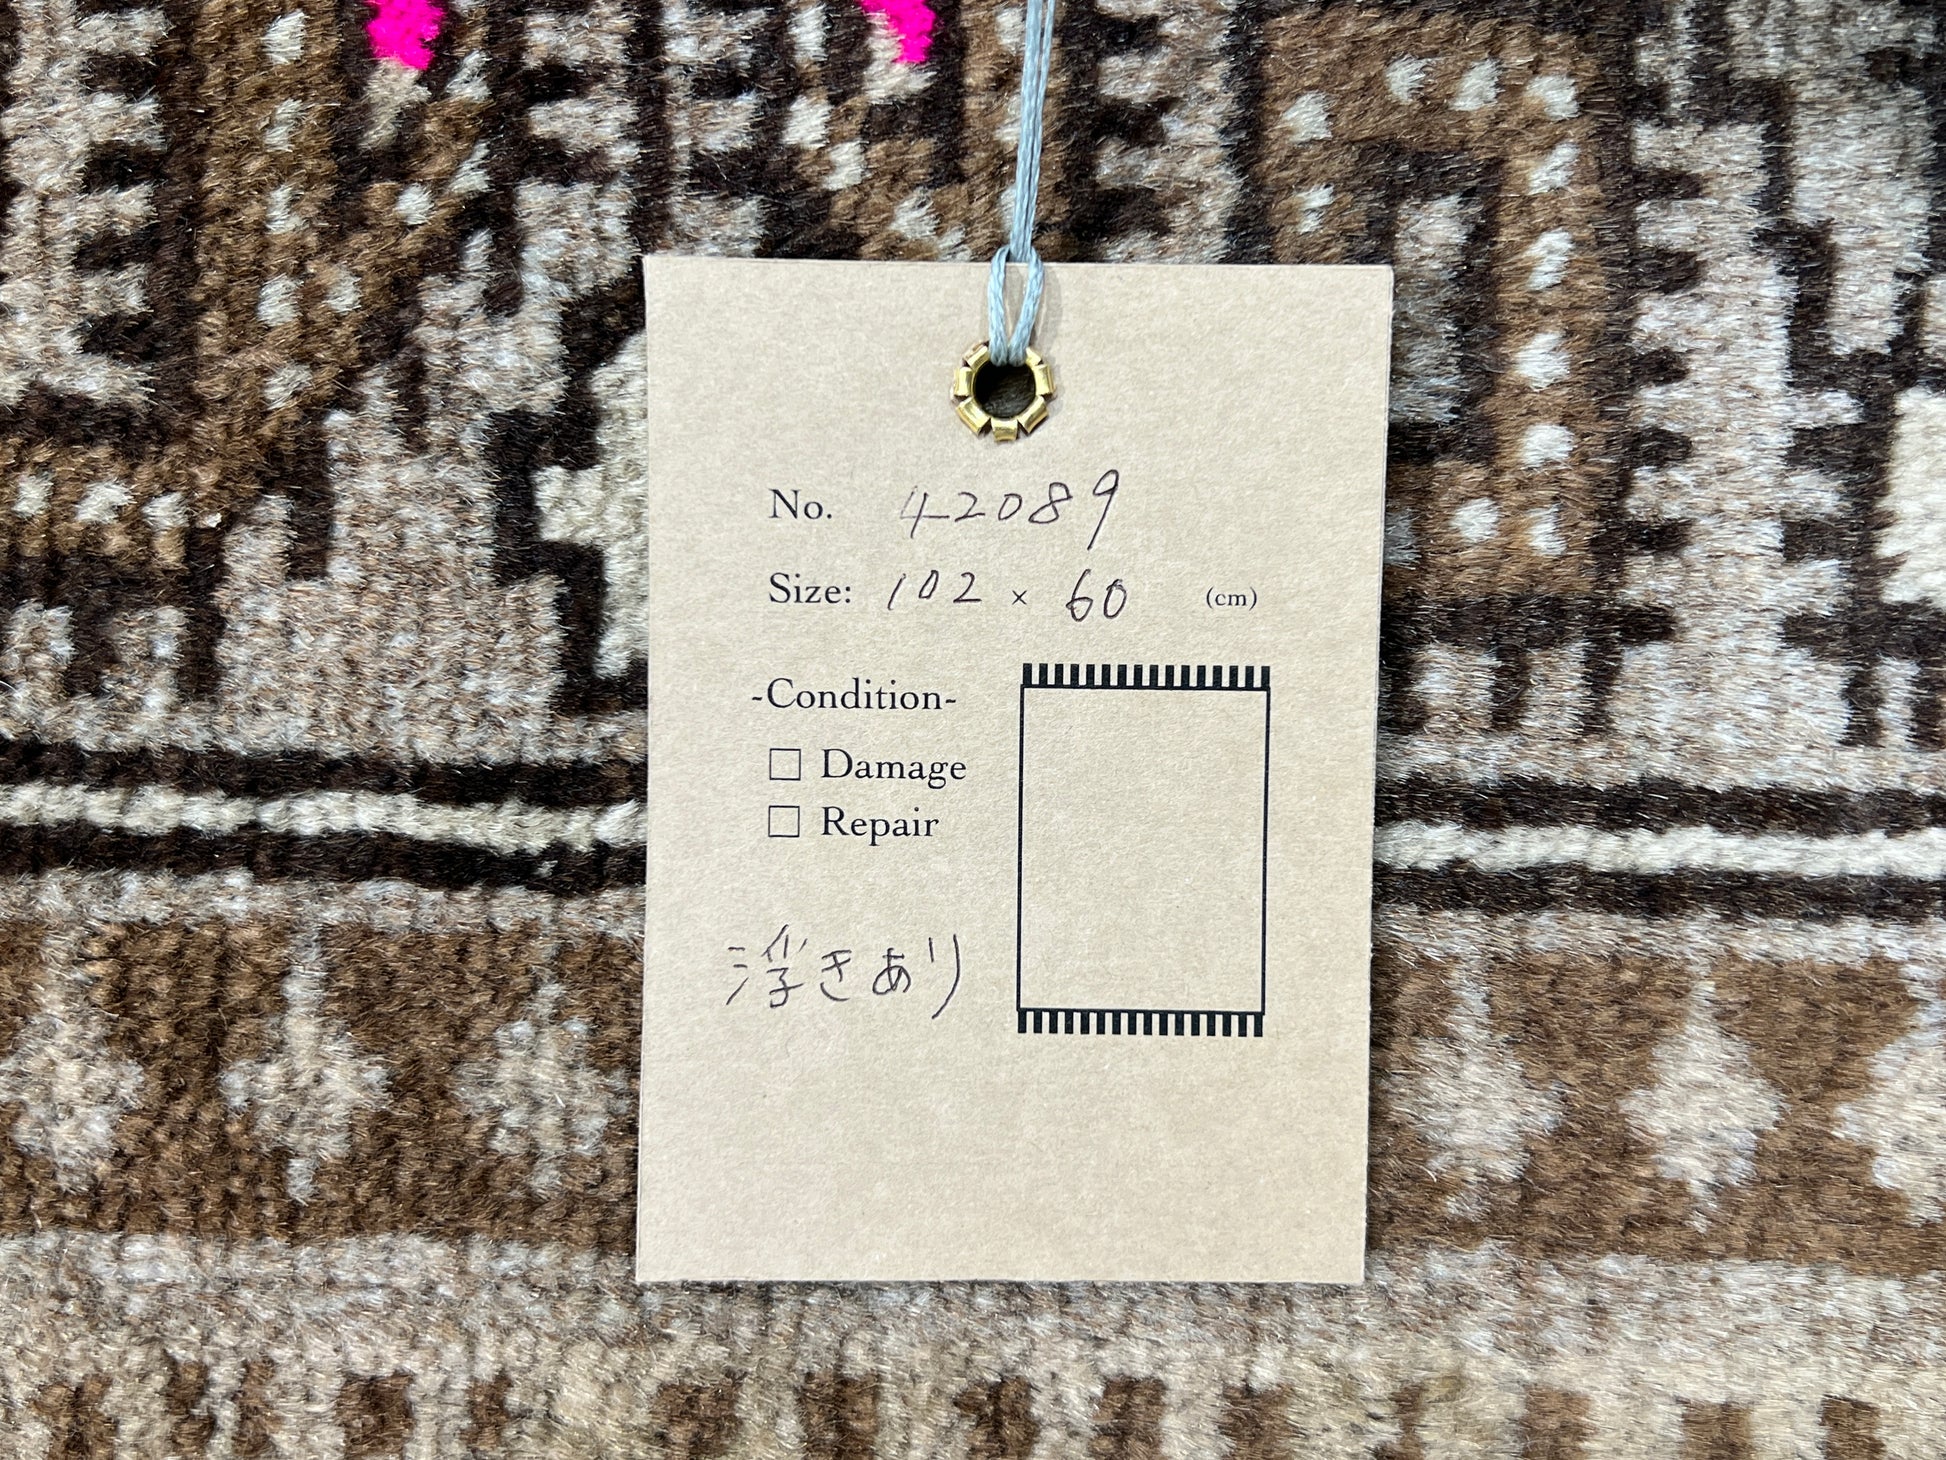 No. 42089
Size: 102 × 60 (cm)
-Condition-
□ Damage
□ Repair
浮きあり